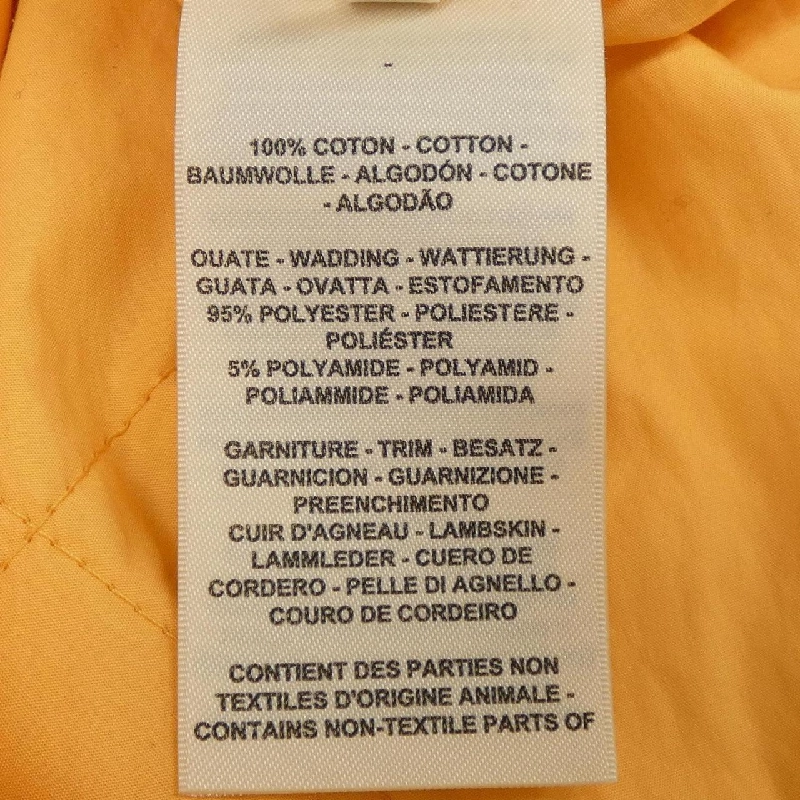 -
100% COTON - COTTON -
BAUMWOLLE - ALGODÓN - COTONE
- ALGODÃO
OUATE - WADDING - WATTIERUNG -
GUATA - OVATTA - ESTOFAMENTO
95% POLYESTER - POLIESTERE -
POLIÉSTER
5% POLYAMIDE - POLYAMID -
POLIAMMIDE - POLIAMIDA
GARNITURE - TRIM - BESATZ -
GUARNICION - GUARNIZIONE -
PREENCHIMENTO
CUIR D'AGNEAU - LAMBSKIN -
LAMMLEDER - CUERO DE
CORDERO - PELLE DI AGNELLO -
COURO DE CORDEIRO
CONTIENT DES PARTIES NON
TEXTILES D'ORIGINE ANIMALE -
CONTAINS NON-TEXTILE PARTS OF